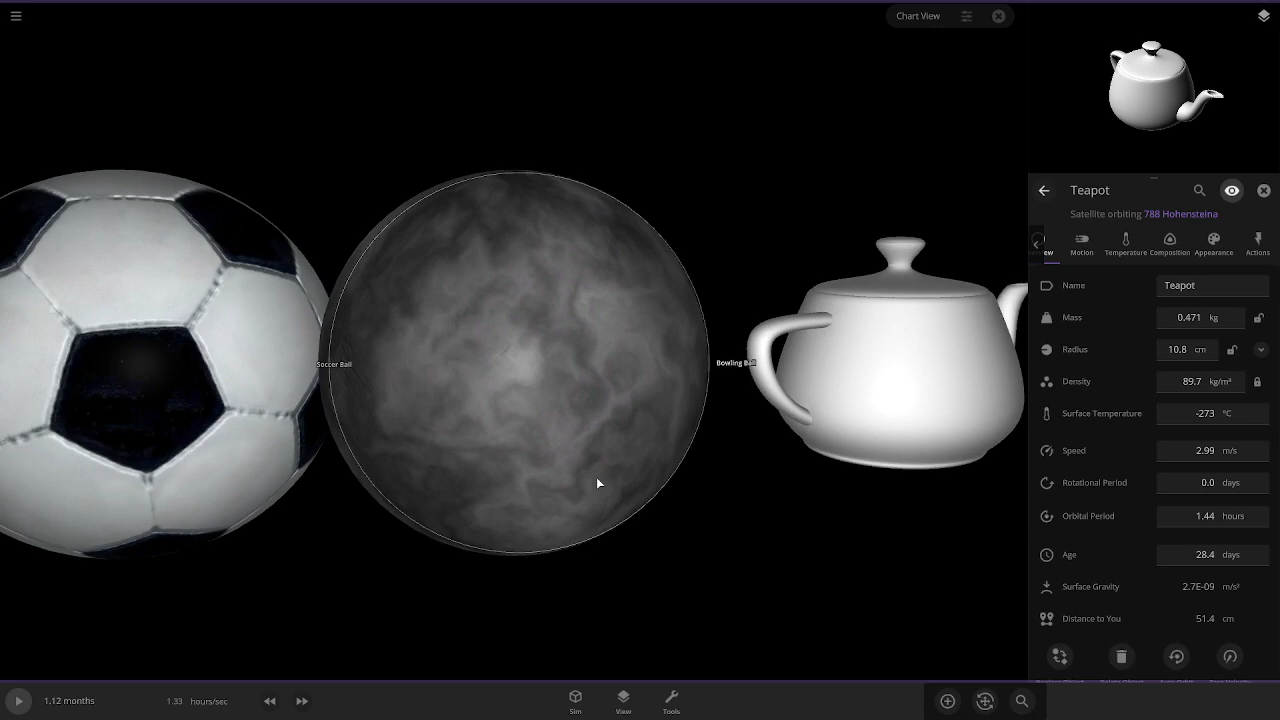 Chart View
Teapot
Satellite orbiting 788 Hohensteina
Motion Temperature Composition Appearance Actions
Name Teapot
Mass 0.471 kg
Radius 10.8 cm
Density 89.7 kg/m³
Surface Temperature -273 °C
Speed 2.99 m/s
Rotational Period 0.0 days
Orbital Period 1.44 hours
Age 28.4 days
Surface Gravity 2.7E-09 m/s²
Distance to You 51.4 cm
Soccer Ball
Bowling Ball
1.12 months 1.33 hours/sec
Sim View Tools